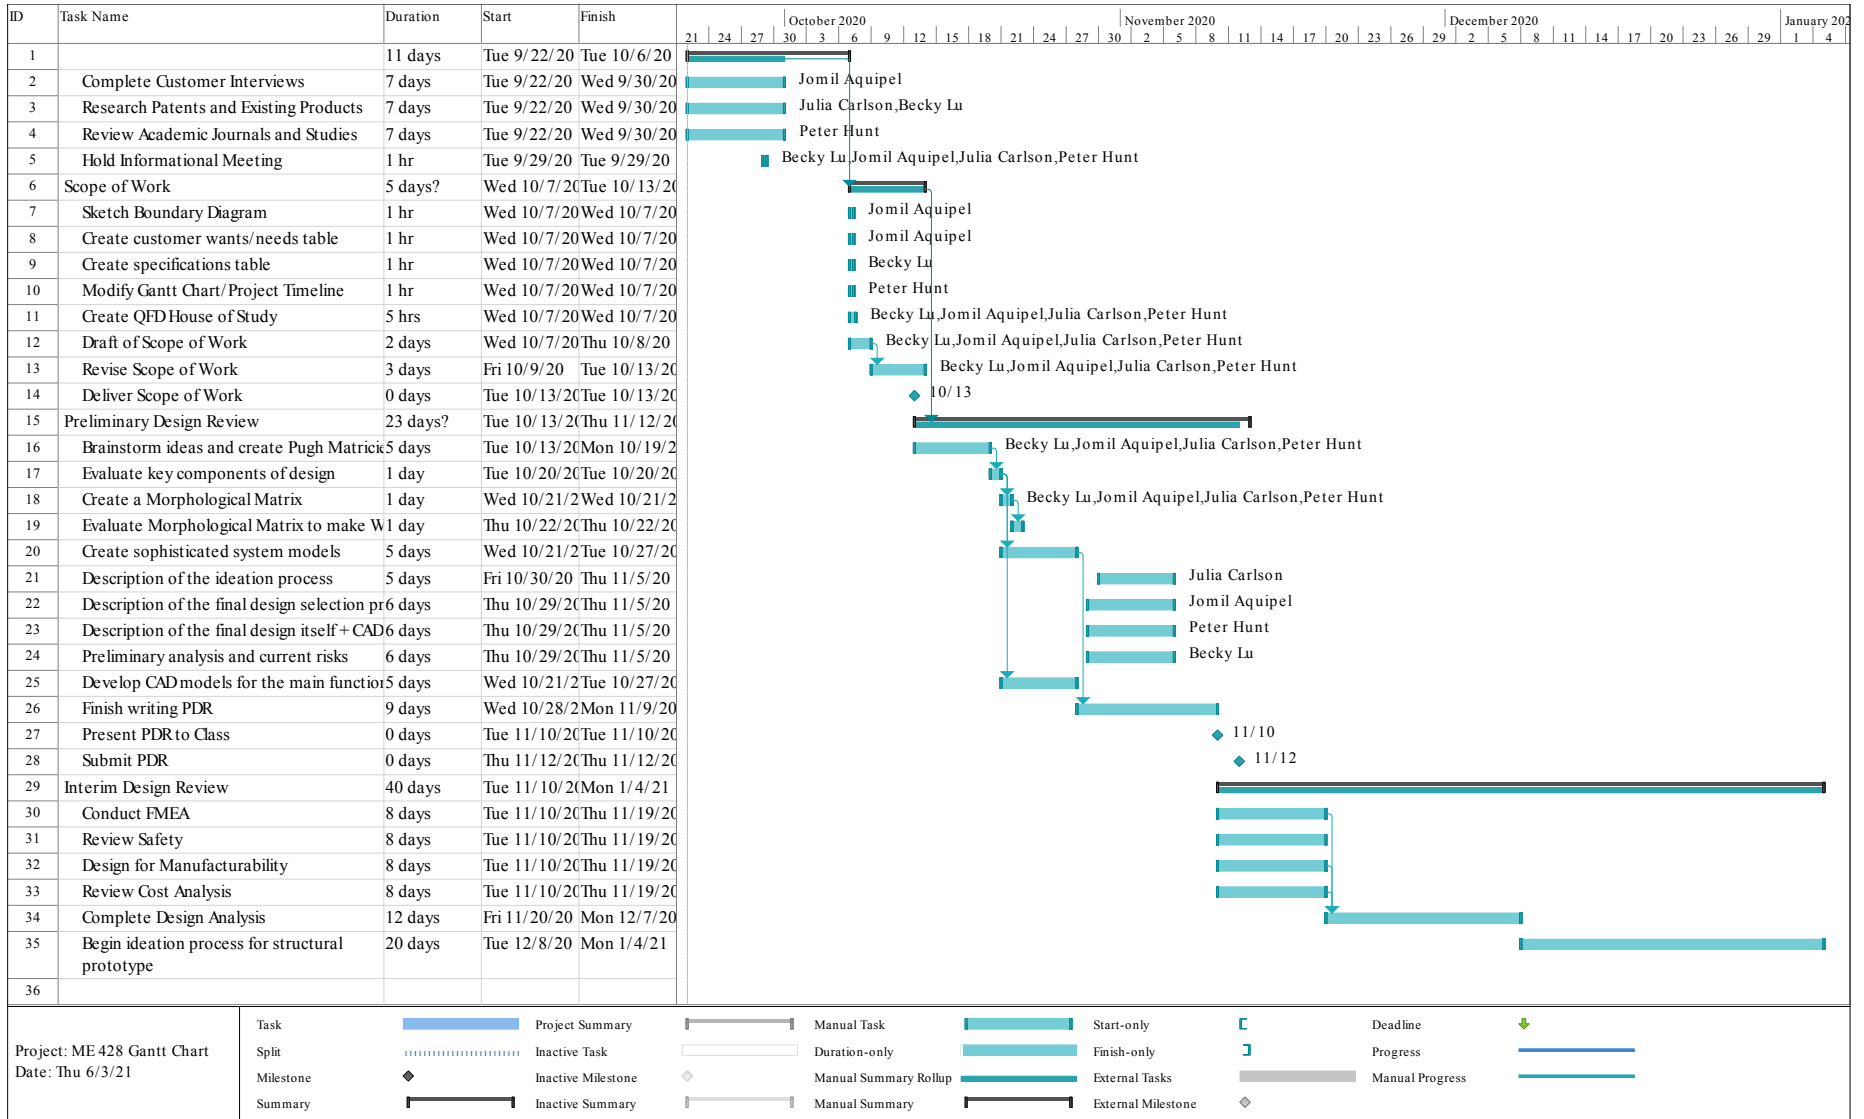 ID Task Name Duration Start Finish October 2020 November 2020 December 2020 January 202
21 24 27 30 3 6 9 12 15 18 21 24 27 30 2 5 8 11 14 17 20 23 26 29 2 5 8 11 14 17 20 23 26 29 1 4
1 11 days Tue 9/22/20 Tue 10/6/20
2 Complete Customer Interviews 7 days Tue 9/22/20 Wed 9/30/20 Jomil Aquipel
3 Research Patents and Existing Products 7 days Tue 9/22/20 Wed 9/30/20 Julia Carlson,Becky Lu
4 Review Academic Journals and Studies 7 days Tue 9/22/20 Wed 9/30/20 Peter Hunt
5 Hold Informational Meeting 1 hr Tue 9/29/20 Tue 9/29/20 Becky Lu,Jomil Aquipel,Julia Carlson,Peter Hunt
6 Scope of Work 5 days? Wed 10/7/20 Tue 10/13/20
7 Sketch Boundary Diagram 1 hr Wed 10/7/20 Wed 10/7/20 Jomil Aquipel
8 Create customer wants/needs table 1 hr Wed 10/7/20 Wed 10/7/20 Jomil Aquipel
9 Create specifications table 1 hr Wed 10/7/20 Wed 10/7/20 Becky Lu
10 Modify Gantt Chart/Project Timeline 1 hr Wed 10/7/20 Wed 10/7/20 Peter Hunt
11 Create QFD House of Study 5 hrs Wed 10/7/20 Wed 10/7/20 Becky Lu,Jomil Aquipel,Julia Carlson,Peter Hunt
12 Draft of Scope of Work 2 days Wed 10/7/20 Thu 10/8/20 Becky Lu,Jomil Aquipel,Julia Carlson,Peter Hunt
13 Revise Scope of Work 3 days Fri 10/9/20 Tue 10/13/20 Becky Lu,Jomil Aquipel,Julia Carlson,Peter Hunt
14 Deliver Scope of Work 0 days Tue 10/13/20 Tue 10/13/20 10/13
15 Preliminary Design Review 23 days? Tue 10/13/20 Thu 11/12/20
16 Brainstorm ideas and create Pugh Matricie 5 days Tue 10/13/20 Mon 10/19/2 Becky Lu,Jomil Aquipel,Julia Carlson,Peter Hunt
17 Evaluate key components of design 1 day Tue 10/20/20 Tue 10/20/20
18 Create a Morphological Matrix 1 day Wed 10/21/2 Wed 10/21/2 Becky Lu,Jomil Aquipel,Julia Carlson,Peter Hunt
19 Evaluate Morphological Matrix to make W 1 day Thu 10/22/20 Thu 10/22/20
20 Create sophisticated system models 5 days Wed 10/21/2 Tue 10/27/20
21 Description of the ideation process 5 days Fri 10/30/20 Thu 11/5/20 Julia Carlson
22 Description of the final design selection pr 6 days Thu 10/29/20 Thu 11/5/20 Jomil Aquipel
23 Description of the final design itself + CAD 6 days Thu 10/29/20 Thu 11/5/20 Peter Hunt
24 Preliminary analysis and current risks 6 days Thu 10/29/20 Thu 11/5/20 Becky Lu
25 Develop CAD models for the main function 5 days Wed 10/21/2 Tue 10/27/20
26 Finish writing PDR 9 days Wed 10/28/2 Mon 11/9/20
27 Present PDR to Class 0 days Tue 11/10/20 Tue 11/10/20 11/10
28 Submit PDR 0 days Thu 11/12/20 Thu 11/12/20 11/12
29 Interim Design Review 40 days Tue 11/10/20 Mon 1/4/21
30 Conduct FMEA 8 days Tue 11/10/20 Thu 11/19/20
31 Review Safety 8 days Tue 11/10/20 Thu 11/19/20
32 Design for Manufacturability 8 days Tue 11/10/20 Thu 11/19/20
33 Review Cost Analysis 8 days Tue 11/10/20 Thu 11/19/20
34 Complete Design Analysis 12 days Fri 11/20/20 Mon 12/7/20
35 Begin ideation process for structural 20 days Tue 12/8/20 Mon 1/4/21
prototype
36
Project: ME 428 Gantt Chart
Date: Thu 6/3/21
Task Project Summary Manual Task Start-only Deadline
Split Inactive Task Duration-only Finish-only Progress
Milestone Inactive Milestone Manual Summary Rollup External Tasks Manual Progress
Summary Inactive Summary Manual Summary External Milestone